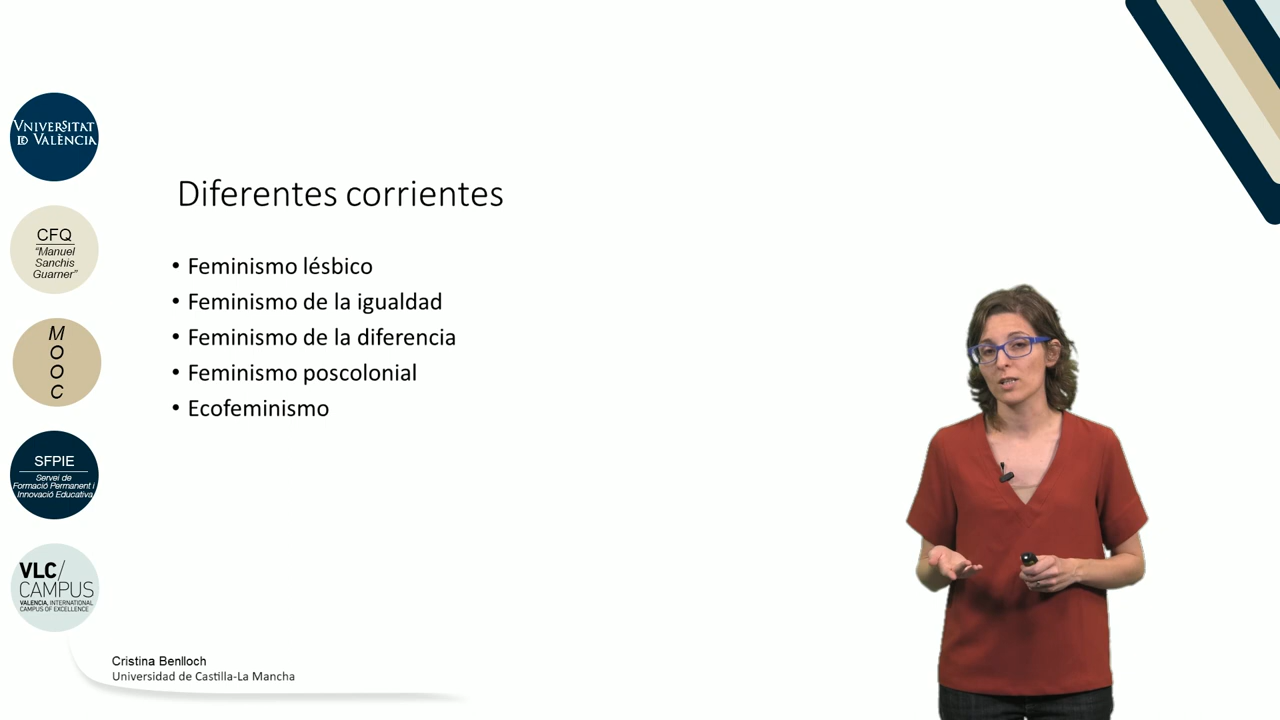 VNIVERSITAT
ID VALÈNCIA
CFQ
“Manuel
Sanchis
Guarner”
M
O
O
C
SFPIE
Servei de
Formació Permanent i
Innovació Educativa
VLC/
CAMPUS
VALENCIA, INTERNATIONAL
CAMPUS OF EXCELLENCE
Diferentes corrientes
• Feminismo lésbico
• Feminismo de la igualdad
• Feminismo de la diferencia
• Feminismo poscolonial
• Ecofeminismo
Cristina Benlloch
Universidad de Castilla-La Mancha